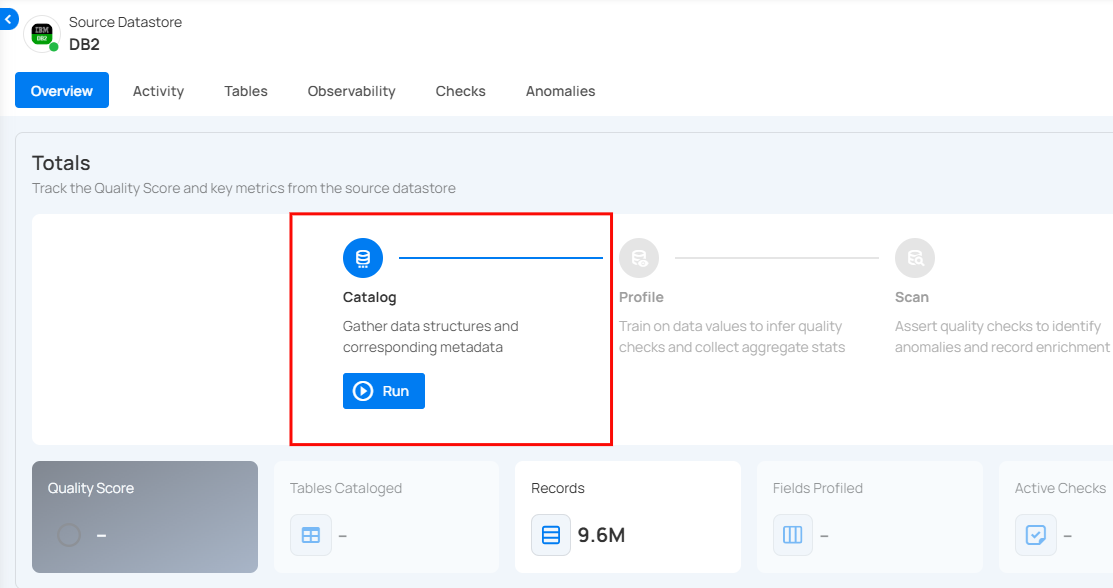 Source Datastore
IBM
DB2
DB2
Overview
Activity
Tables
Observability
Checks
Anomalies
Totals
Track the Quality Score and key metrics from the source datastore
Catalog
Gather data structures and
corresponding metadata
Run
Profile
Train on data values to infer quality
checks and collect aggregate stats
Scan
Assert quality checks to identify
anomalies and record enrichment
Quality Score
–
Tables Cataloged
–
Records
9.6M
Fields Profiled
–
Active Checks
–